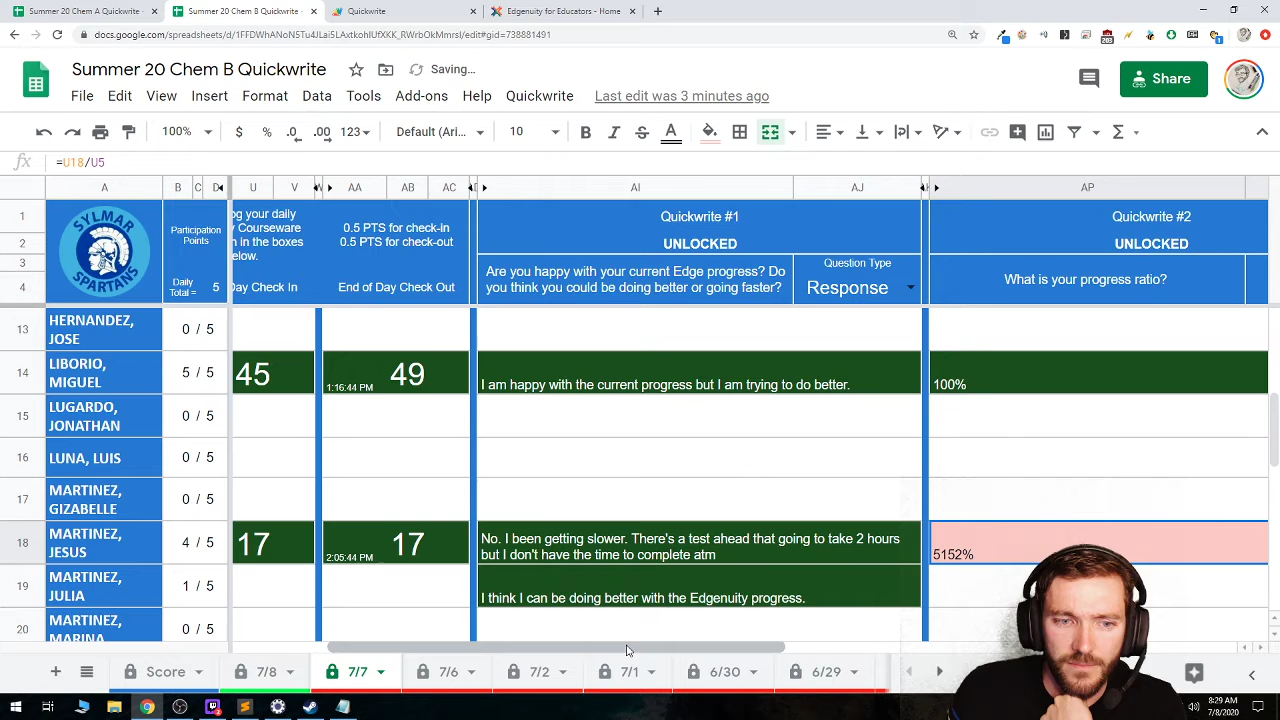 Summer 20 Chem A Quickwrite
Summer 20 Chem B Quickwrite
Quickwrite
Edgenuity for Educators - Home
docs.google.com/spreadsheets/d/
Summer 20 Chem B Quickwrite
Saving...
File Edit View Insert Format Data Tools Add-ons Help Quickwrite Last edit was 3 minutes ago
Share
100% $ % .0 .00 123 Default (Ari... 10 B I S A
fx =U18/U5
A B C D U V AA AB AC AI AJ AP
1
2
3
4
SYLMAR
SPARTANS
Participation
Points
Daily
Total = 5
og your daily
Courseware
n in the boxes
elow.
Day Check In
0.5 PTS for check-in
0.5 PTS for check-out
End of Day Check Out
Quickwrite #1
UNLOCKED
Are you happy with your current Edge progress? Do
you think you could be doing better or going faster?
Question Type
Response
Quickwrite #2
UNLOCKED
What is your progress ratio?
13 HERNANDEZ, 0 / 5
JOSE
14 LIBORIO, 5 / 5 45 1:16:44 PM 49 I am happy with the current progress but I am trying to do better. 100%
MIGUEL
15 LUGARDO, 0 / 5
JONATHAN
16 LUNA, LUIS 0 / 5
17 MARTINEZ, 0 / 5
GIZABELLE
18 MARTINEZ, 4 / 5 17 2:05:44 PM 17 No. I been getting slower. There's a test ahead that going to take 2 hours
JESUS but I don't have the time to complete atm 5152%
19 MARTINEZ, 1 / 5
JULIA I think I can be doing better with the Edgenuity progress.
20 MARTINEZ, 0 / 5
MARINA
Score 7/8 7/7 7/6 7/2 7/1 6/30 6/29
8:29 AM
7/8/2020